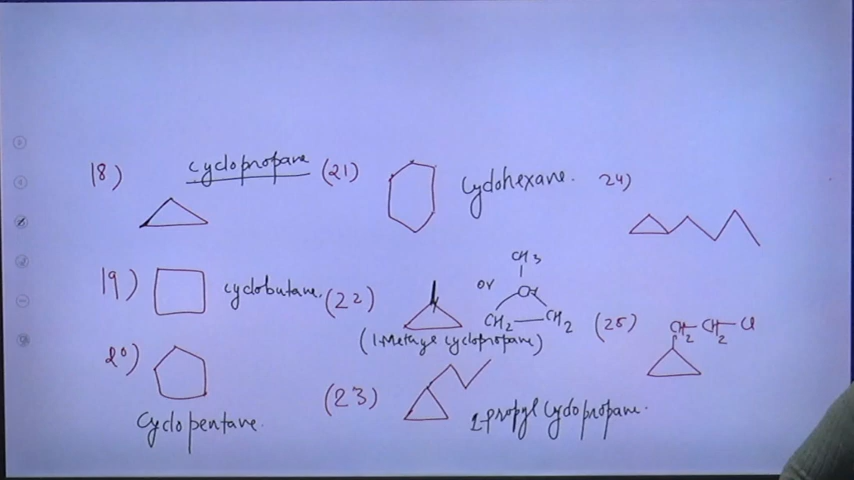 18) cyclopropane
(21) Cyclohexane.
24)
19) cyclobutane.
(22) or CH3
CH
CH2 — CH2
(1-Methyl cyclopropane)
(25) CH2 — CH2 — Cl
20)
Cyclopentane.
(23) 1-propyl cyclopropane.